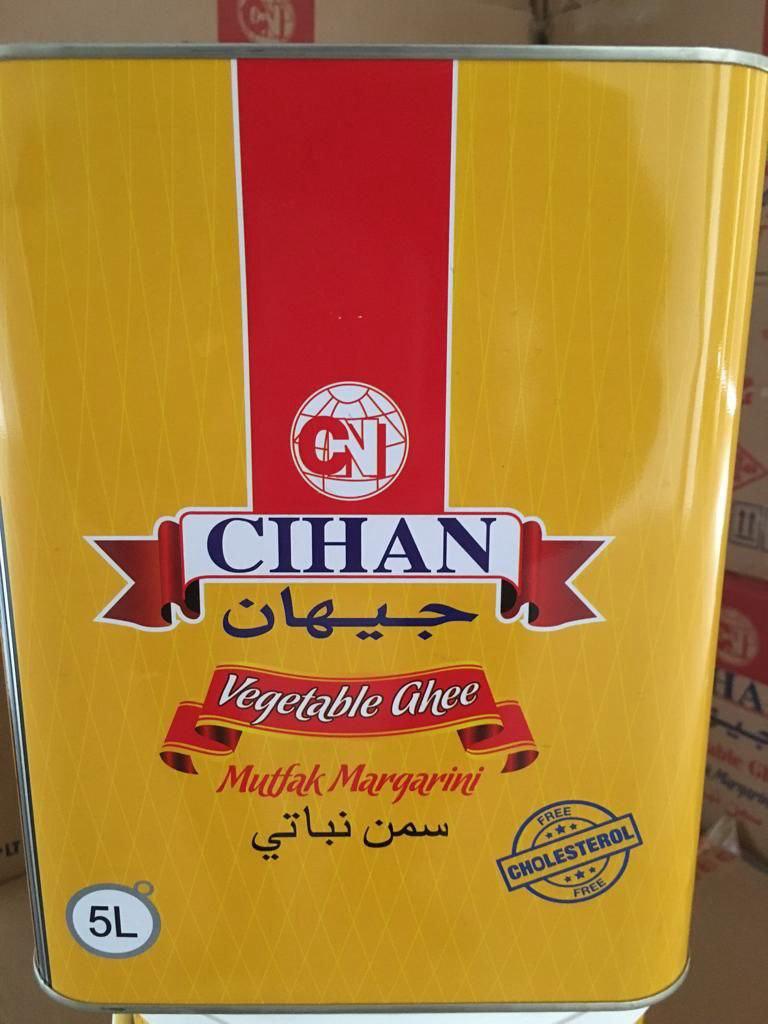 CN
CIHAN
جيهان
Vegetable Ghee
Mutfak Margarini
سمن نباتي
FREE
CHOLESTEROL
FREE
5L